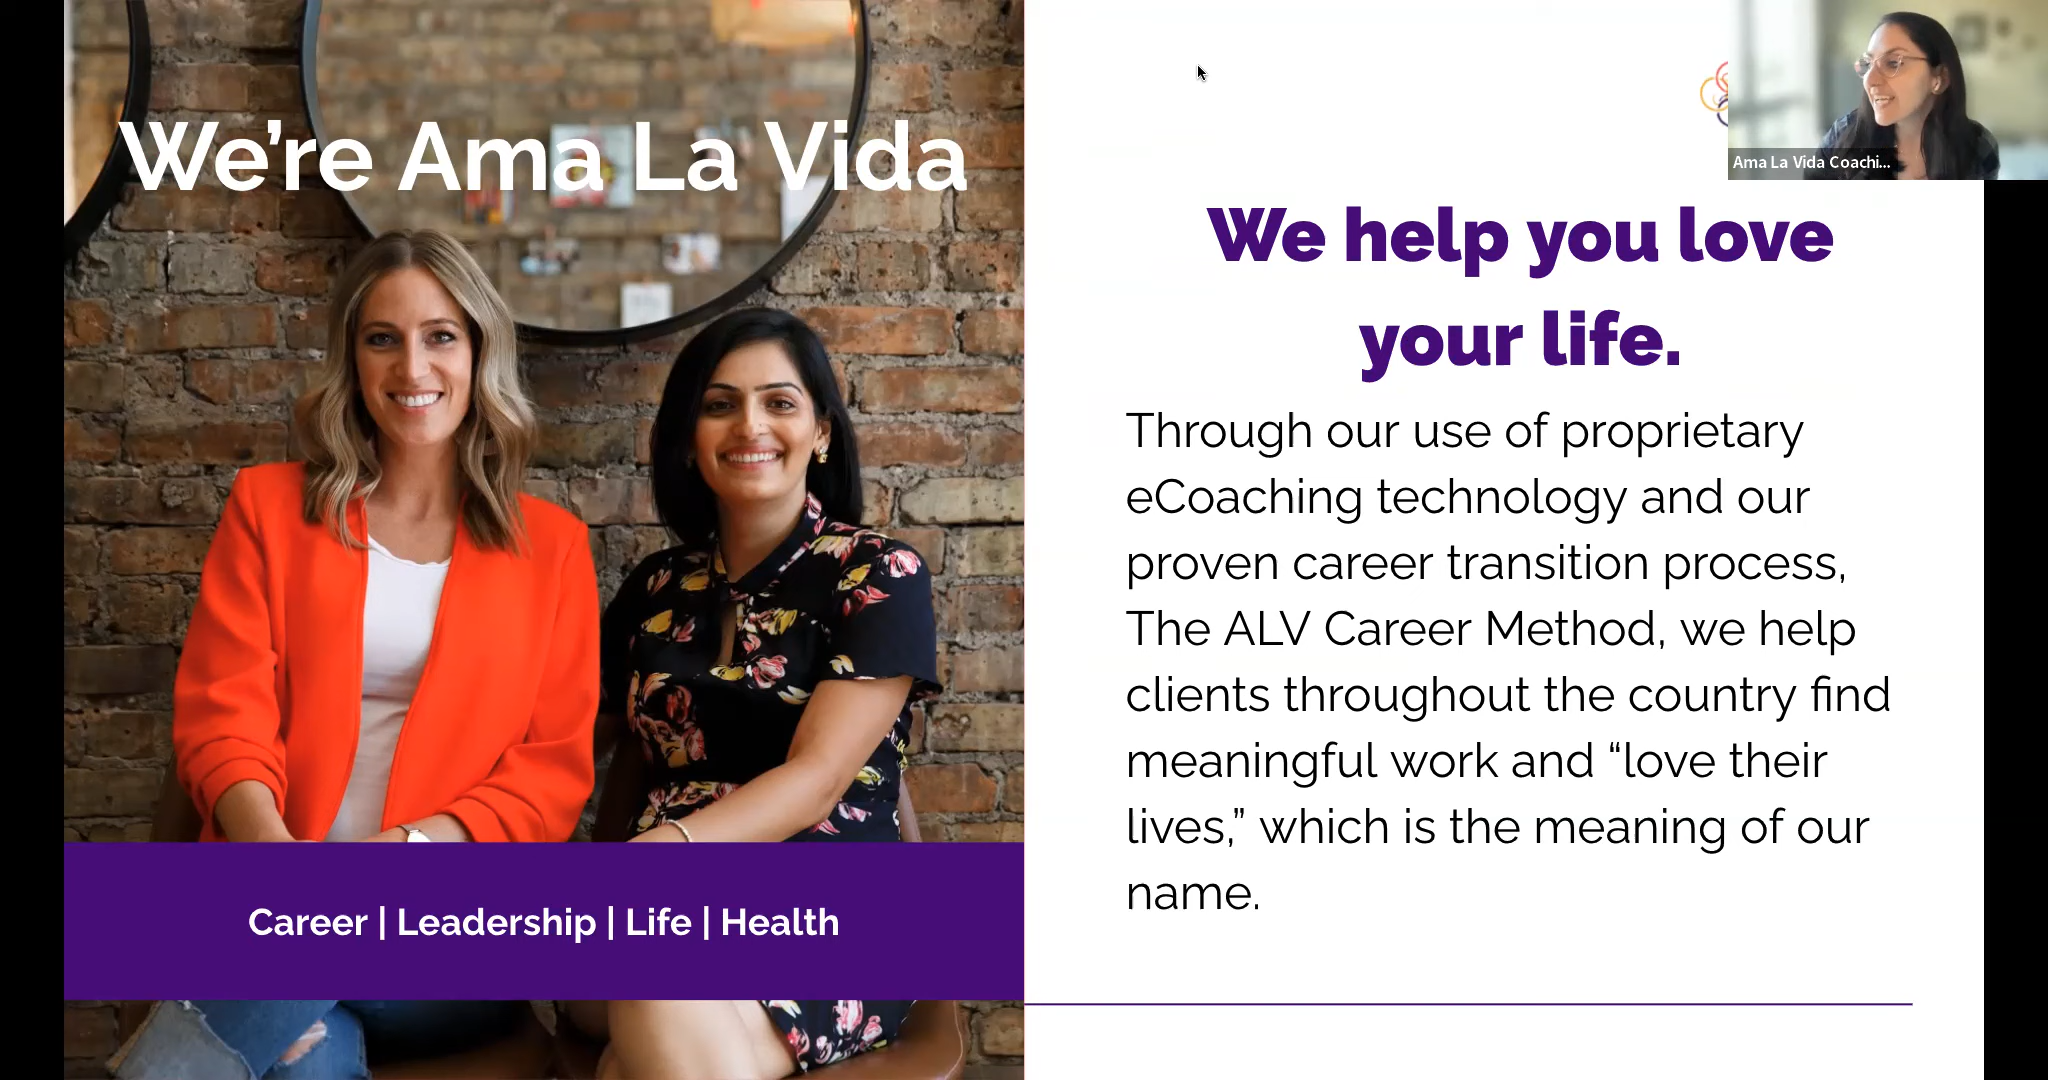 We’re Ama La Vida
Career | Leadership | Life | Health
Ama La Vida Coachi...
We help you love
your life.
Through our use of proprietary
eCoaching technology and our
proven career transition process,
The ALV Career Method, we help
clients throughout the country find
meaningful work and “love their
lives,” which is the meaning of our
name.